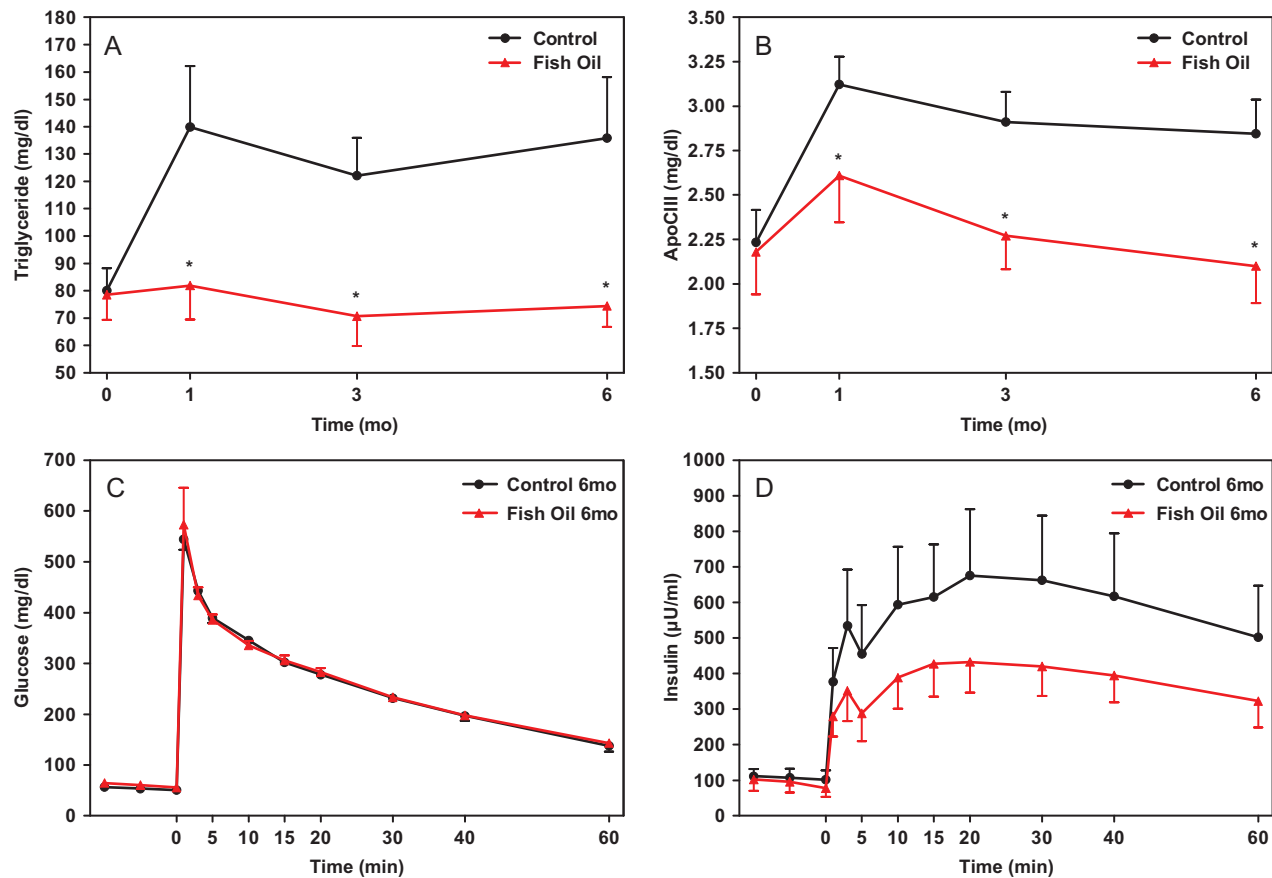 A
Control
Fish Oil
Triglyceride (mg/dl)
180
170
160
150
140
130
120
110
100
90
80
70
60
50
0 1 3 6
Time (mo)
B
Control
Fish Oil
ApoCIII (mg/dl)
3.50
3.25
3.00
2.75
2.50
2.25
2.00
1.75
1.50
0 1 3 6
Time (mo)
* * *
* * *
C
Control 6mo
Fish Oil 6mo
Glucose (mg/dl)
700
600
500
400
300
200
100
0
0 5 10 15 20 30 40 60
Time (min)
D
Control 6mo
Fish Oil 6mo
Insulin (µU/ml)
1000
900
800
700
600
500
400
300
200
100
0
0 5 10 15 20 30 40 60
Time (min)